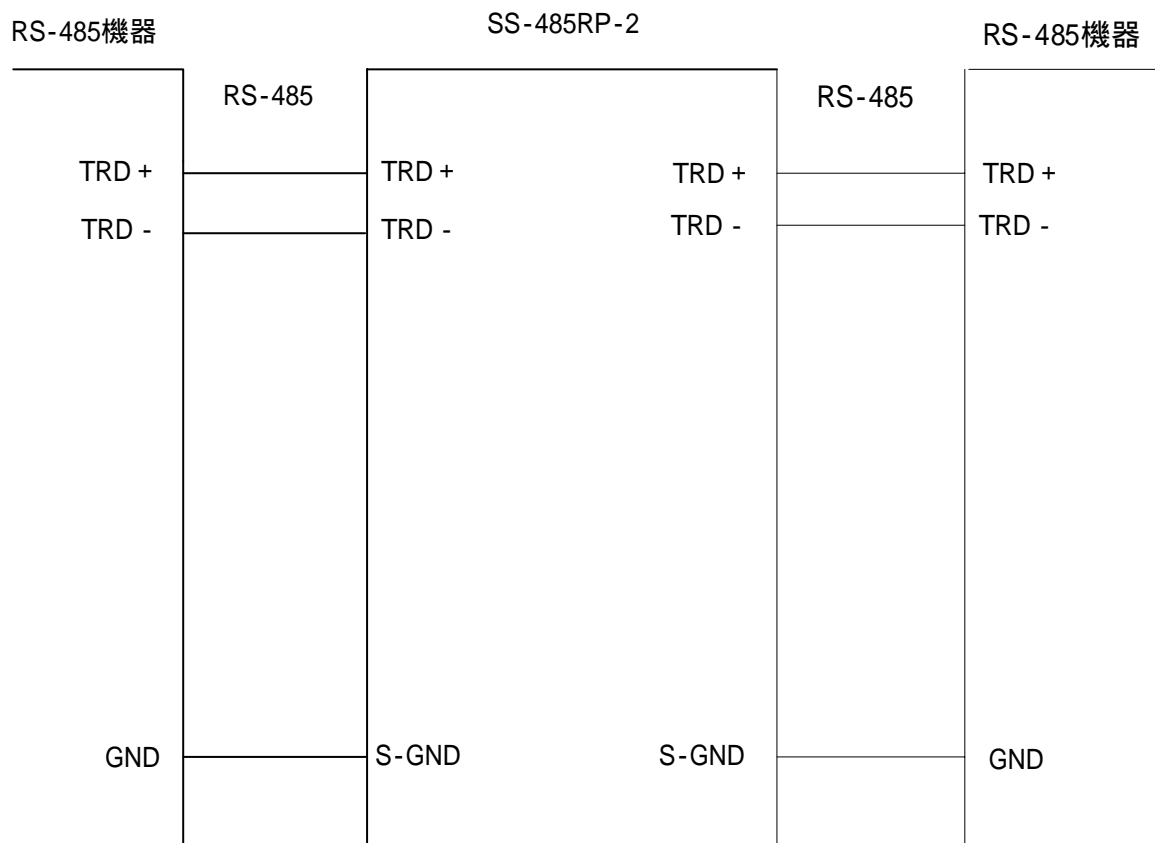 RS-485機器 SS-485RP-2 RS-485機器
RS-485 RS-485
TRD + TRD + TRD + TRD +
TRD - TRD - TRD - TRD -
GND S-GND S-GND GND